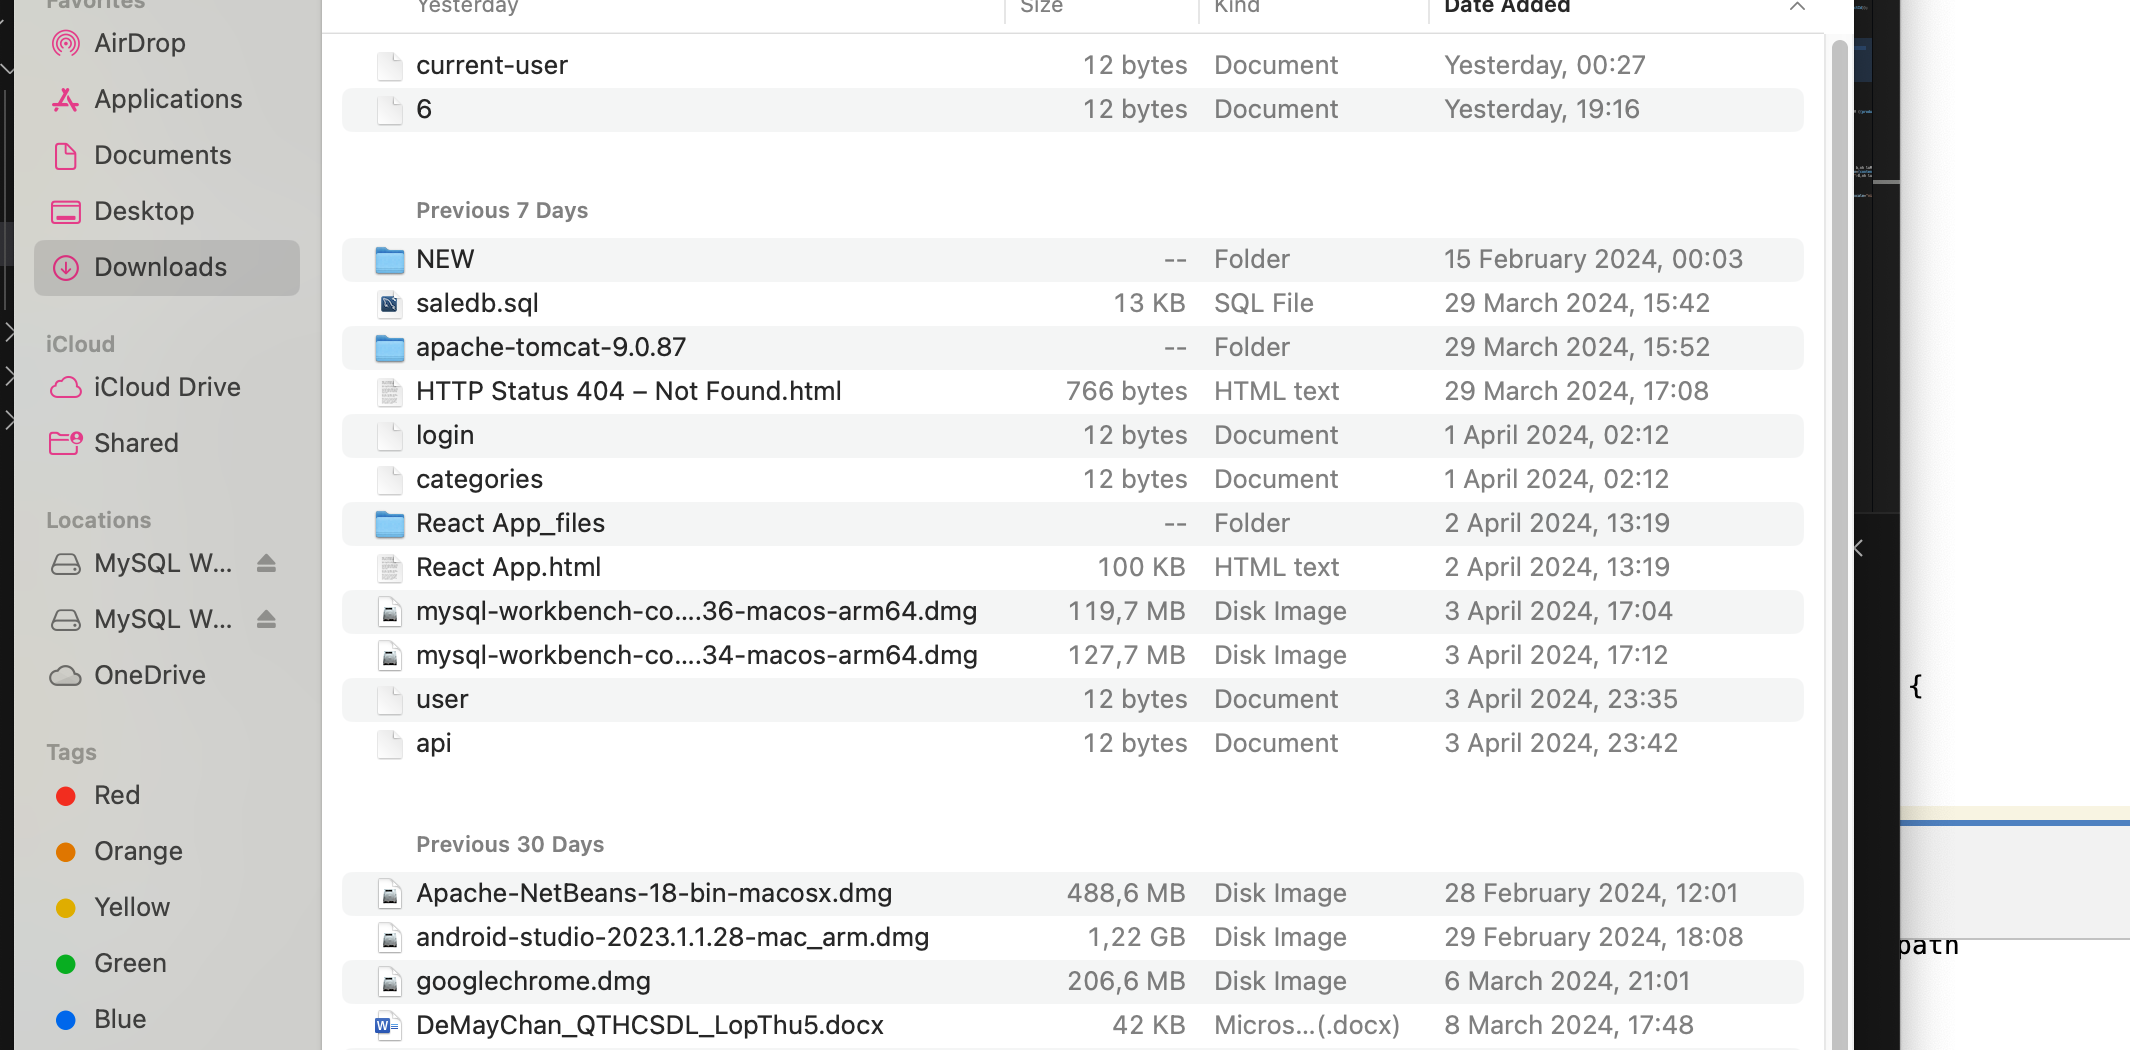 Favorites
AirDrop
Applications
Documents
Desktop
Downloads
iCloud
iCloud Drive
Shared
Locations
MySQL W...
MySQL W...
OneDrive
Tags
Red
Orange
Yellow
Green
Blue
Yesterday Size Kind Date Added
current-user 12 bytes Document Yesterday, 00:27
6 12 bytes Document Yesterday, 19:16
Previous 7 Days
NEW -- Folder 15 February 2024, 00:03
saledb.sql 13 KB SQL File 29 March 2024, 15:42
apache-tomcat-9.0.87 -- Folder 29 March 2024, 15:52
HTTP Status 404 – Not Found.html 766 bytes HTML text 29 March 2024, 17:08
login 12 bytes Document 1 April 2024, 02:12
categories 12 bytes Document 1 April 2024, 02:12
React App_files -- Folder 2 April 2024, 13:19
React App.html 100 KB HTML text 2 April 2024, 13:19
mysql-workbench-co....36-macos-arm64.dmg 119,7 MB Disk Image 3 April 2024, 17:04
mysql-workbench-co....34-macos-arm64.dmg 127,7 MB Disk Image 3 April 2024, 17:12
user 12 bytes Document 3 April 2024, 23:35
api 12 bytes Document 3 April 2024, 23:42
Previous 30 Days
Apache-NetBeans-18-bin-macosx.dmg 488,6 MB Disk Image 28 February 2024, 12:01
android-studio-2023.1.1.28-mac_arm.dmg 1,22 GB Disk Image 29 February 2024, 18:08
googlechrome.dmg 206,6 MB Disk Image 6 March 2024, 21:01
DeMayChan_QTHCSDL_LopThu5.docx 42 KB Micros...(.docx) 8 March 2024, 17:48
{
path